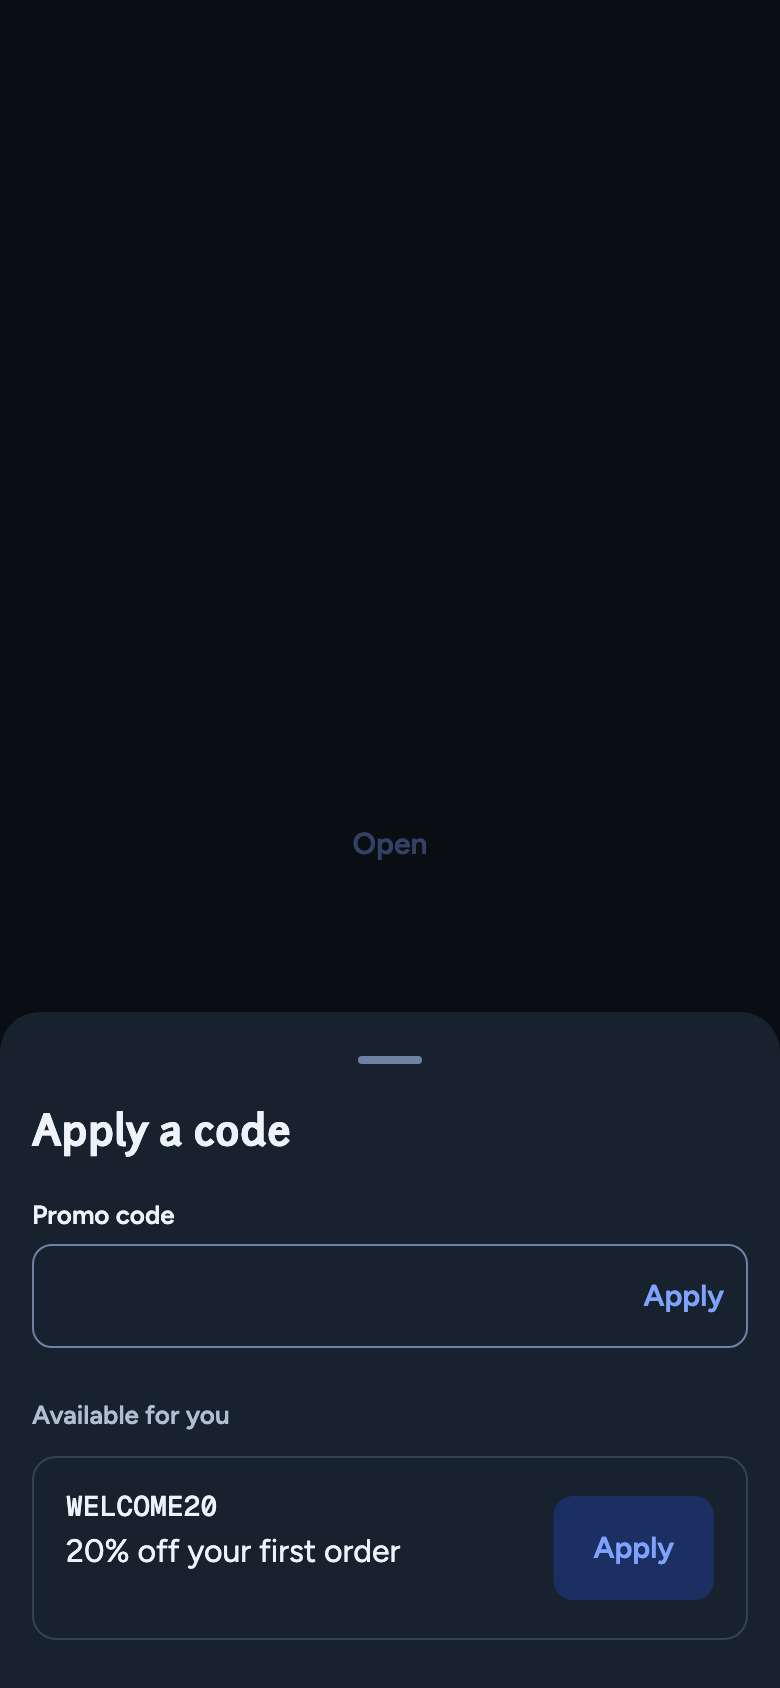 Open
Apply a code
Promo code
Apply
Available for you
WELCOME20
20% off your first order
Apply